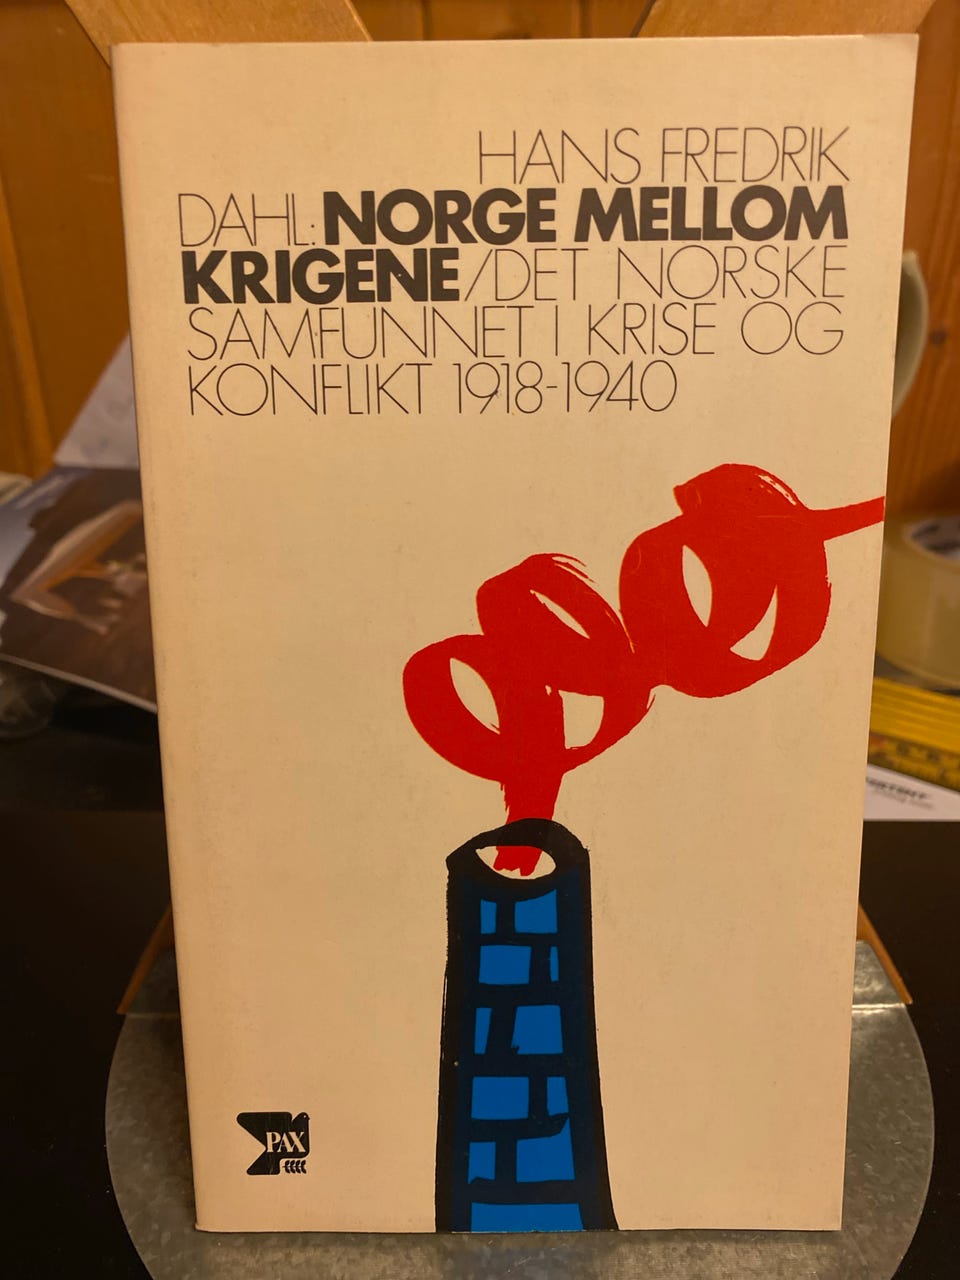 HANS FREDRIK
DAHL: NORGE MELLOM
KRIGENE/DET NORSKE
SAMFUNNET I KRISE OG
KONFLIKT 1918-1940
PAX